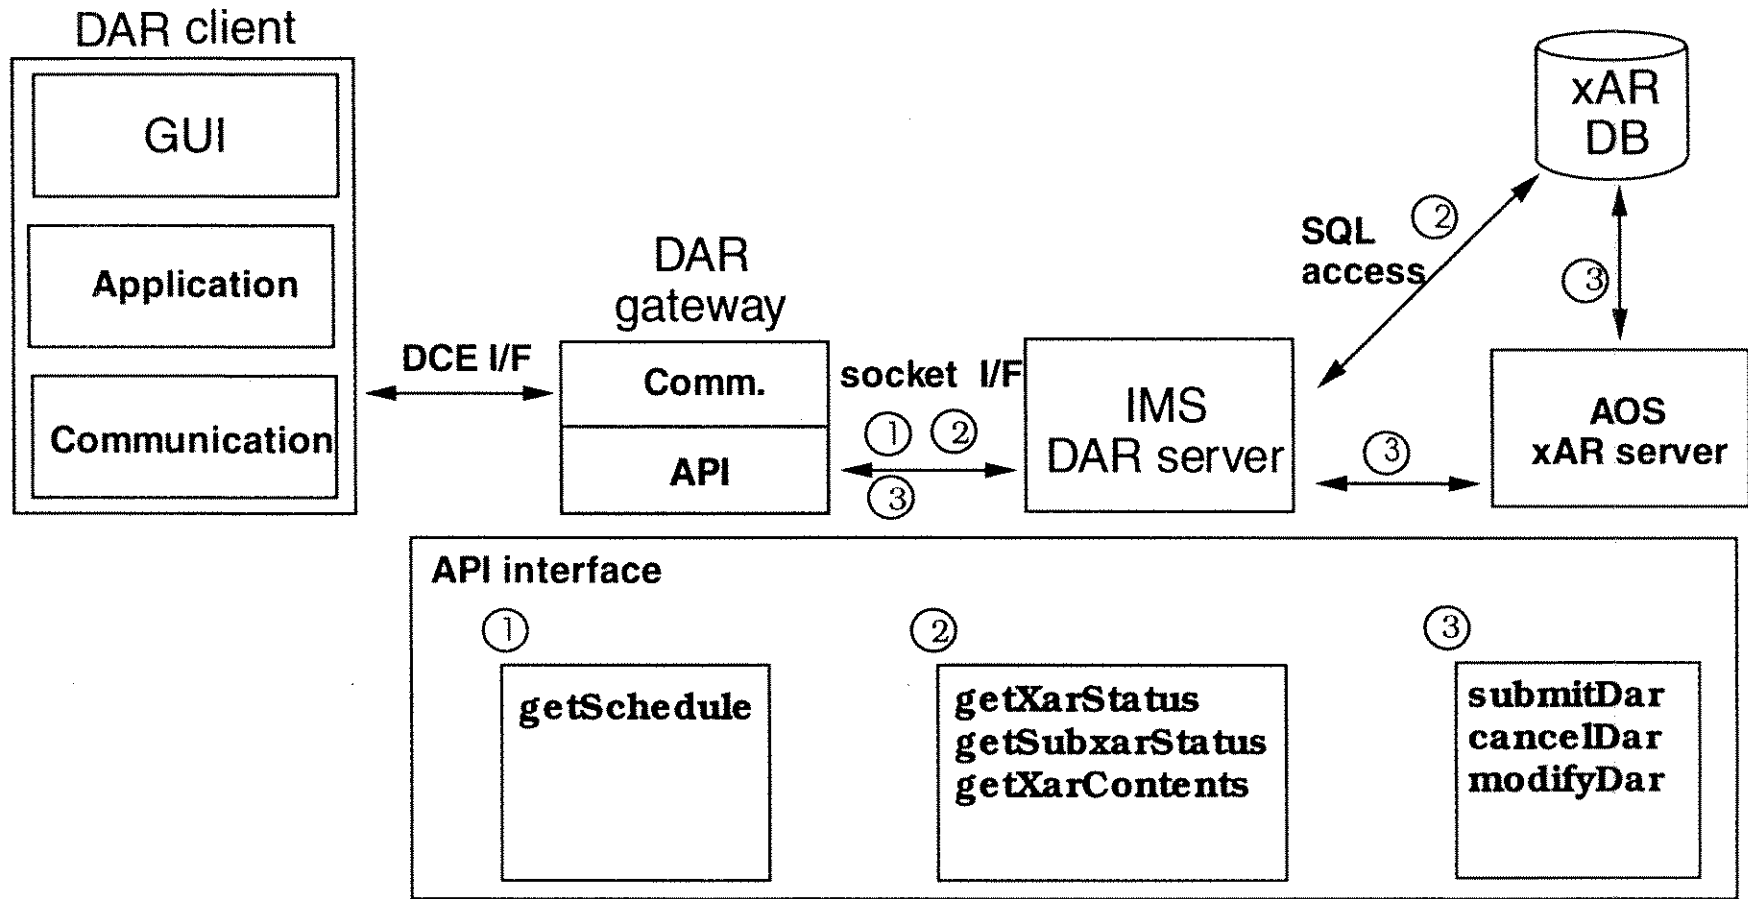 DAR client
GUI
Application
Communication
DCE I/F
DAR
gateway
Comm.
API
socket I/F
1 2
3
IMS
DAR server
SQL
access
2
xAR
DB
3
3
AOS
xAR server
API interface
1
getSchedule
2
getXarStatus
getSubxarStatus
getXarContents
3
submitDar
cancelDar
modifyDar